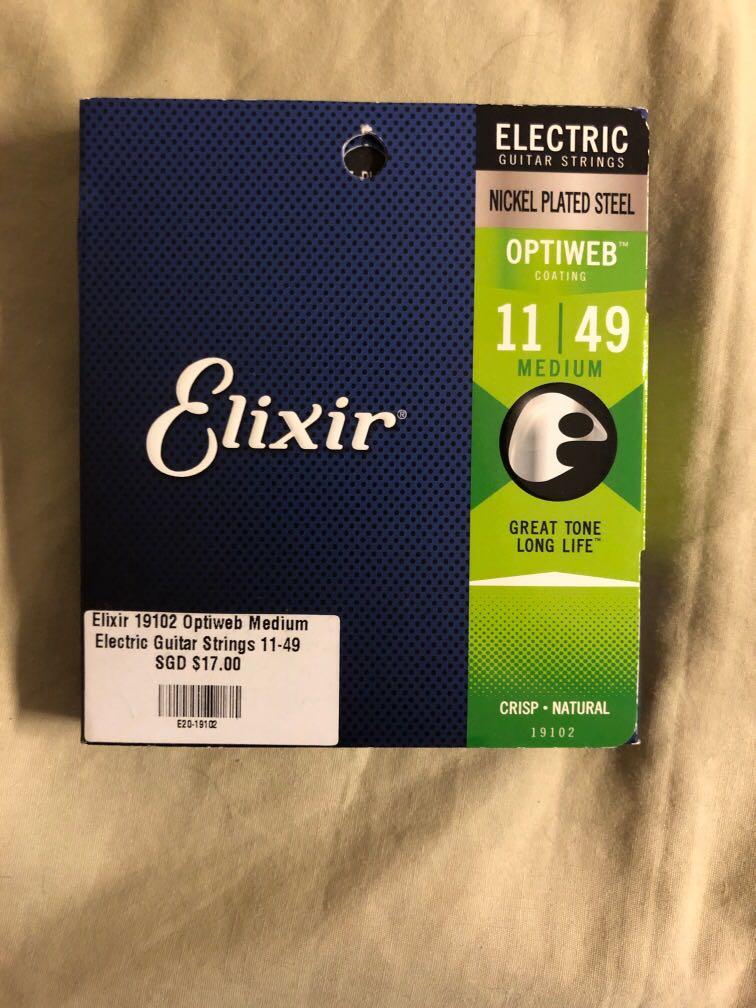 ELECTRIC
GUITAR STRINGS
NICKEL PLATED STEEL
OPTIWEB™
COATING
11 | 49
MEDIUM
Elixir®
GREAT TONE
LONG LIFE™
Elixir 19102 Optiweb Medium
Electric Guitar Strings 11-49
SGD $17.00
E20-19102
CRISP • NATURAL
19102